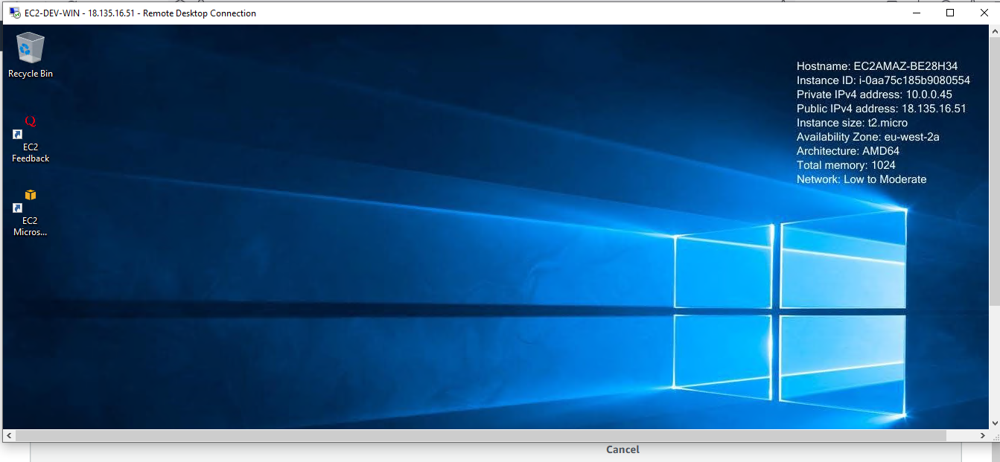 EC2-DEV-WIN - 18.135.16.51 - Remote Desktop Connection
Recycle Bin
EC2
Feedback
EC2
Micros...
Hostname: EC2AMAZ-BE28H34
Instance ID: i-0aa75c185b9080554
Private IPv4 address: 10.0.0.45
Public IPv4 address: 18.135.16.51
Instance size: t2.micro
Availability Zone: eu-west-2a
Architecture: AMD64
Total memory: 1024
Network: Low to Moderate
Cancel